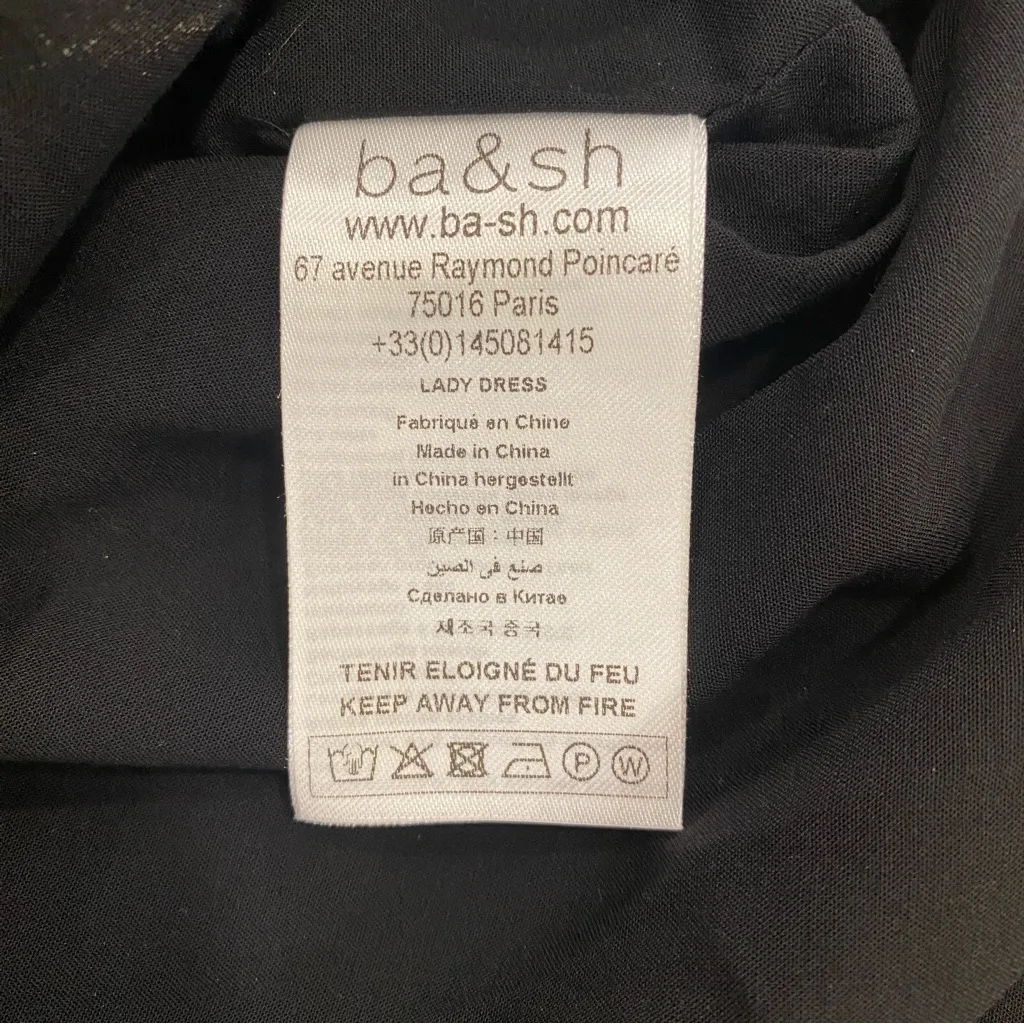 ba&sh
www.ba-sh.com
67 avenue Raymond Poincaré
75016 Paris
+33(0)145081415
LADY DRESS
Fabriqué en Chine
Made in China
in China hergestellt
Hecho en China
原产国：中国
صنع في الصين
Сделано в Китае
제조국 중국
TENIR ELOIGNÉ DU FEU
KEEP AWAY FROM FIRE
P W